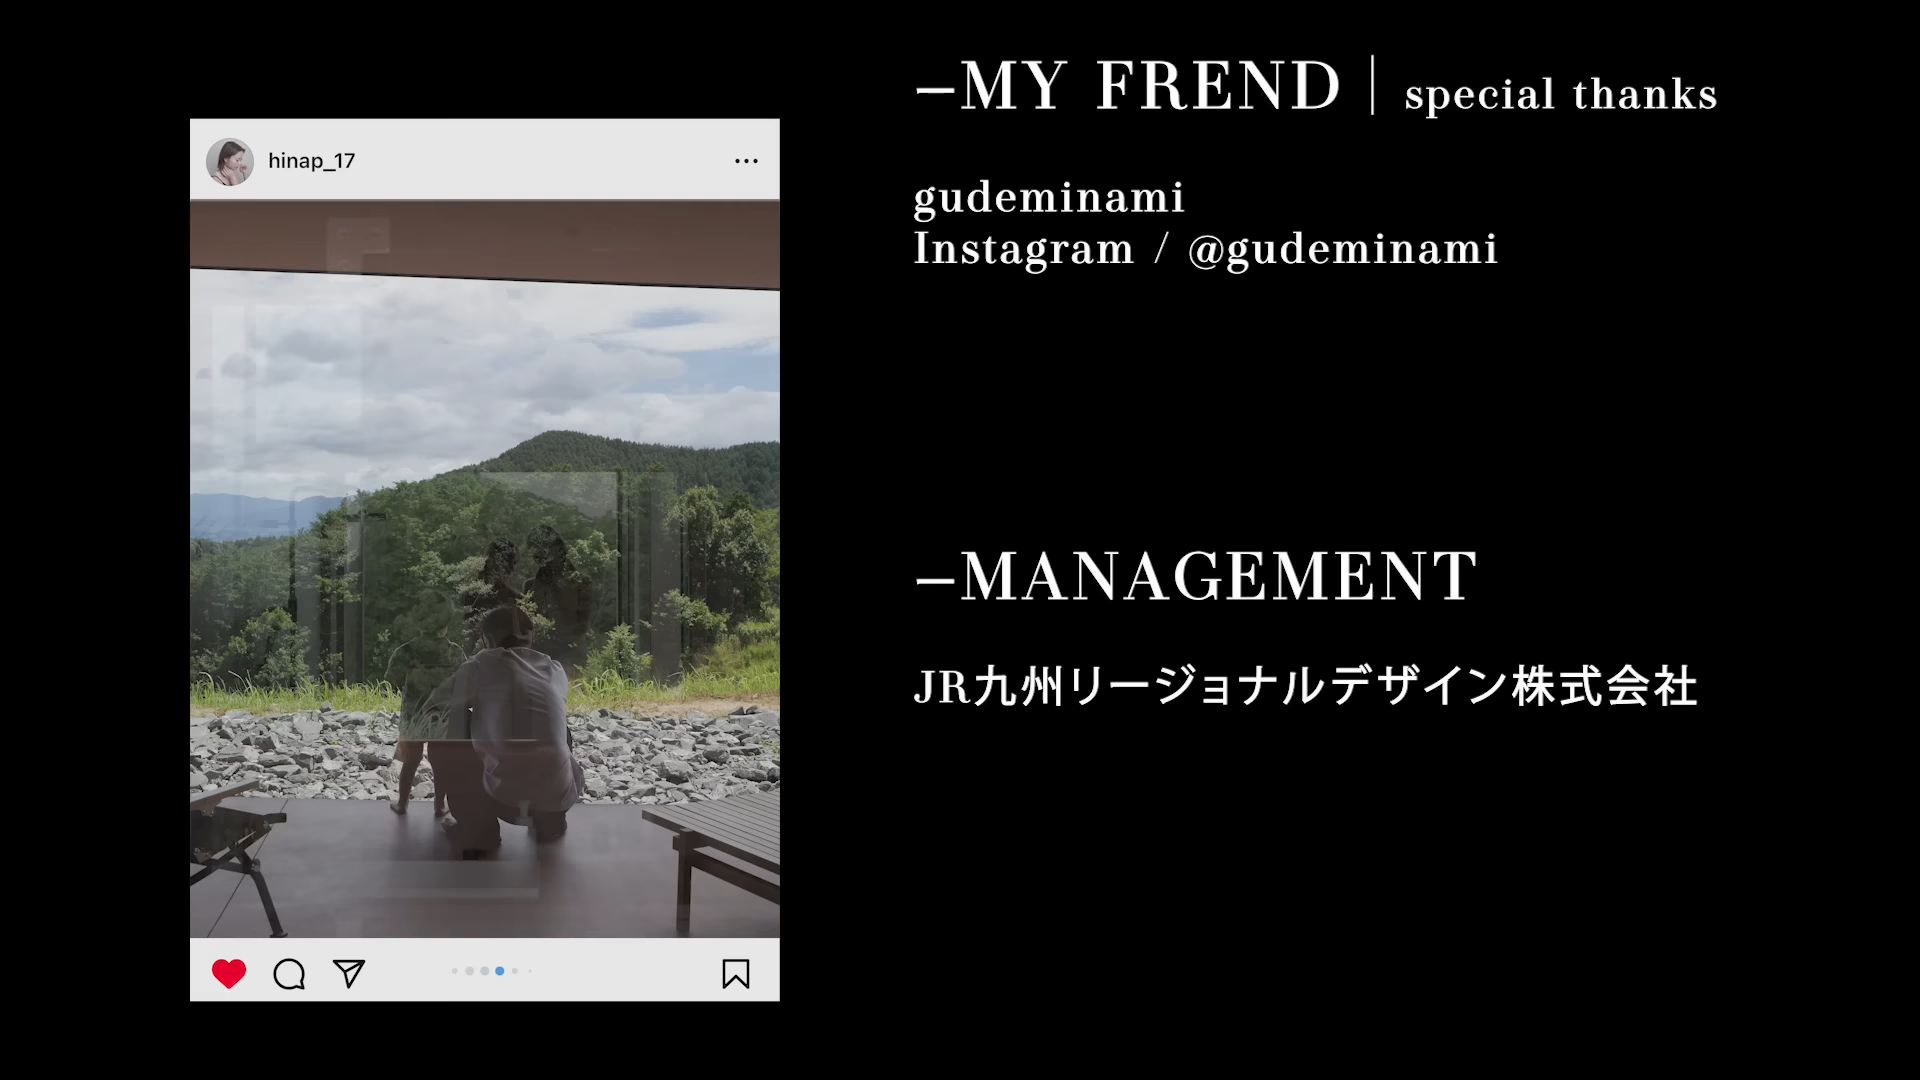 hinap_17
–MY FREND | special thanks
gudeminami
Instagram / @gudeminami
–MANAGEMENT
JR九州リージョナルデザイン株式会社